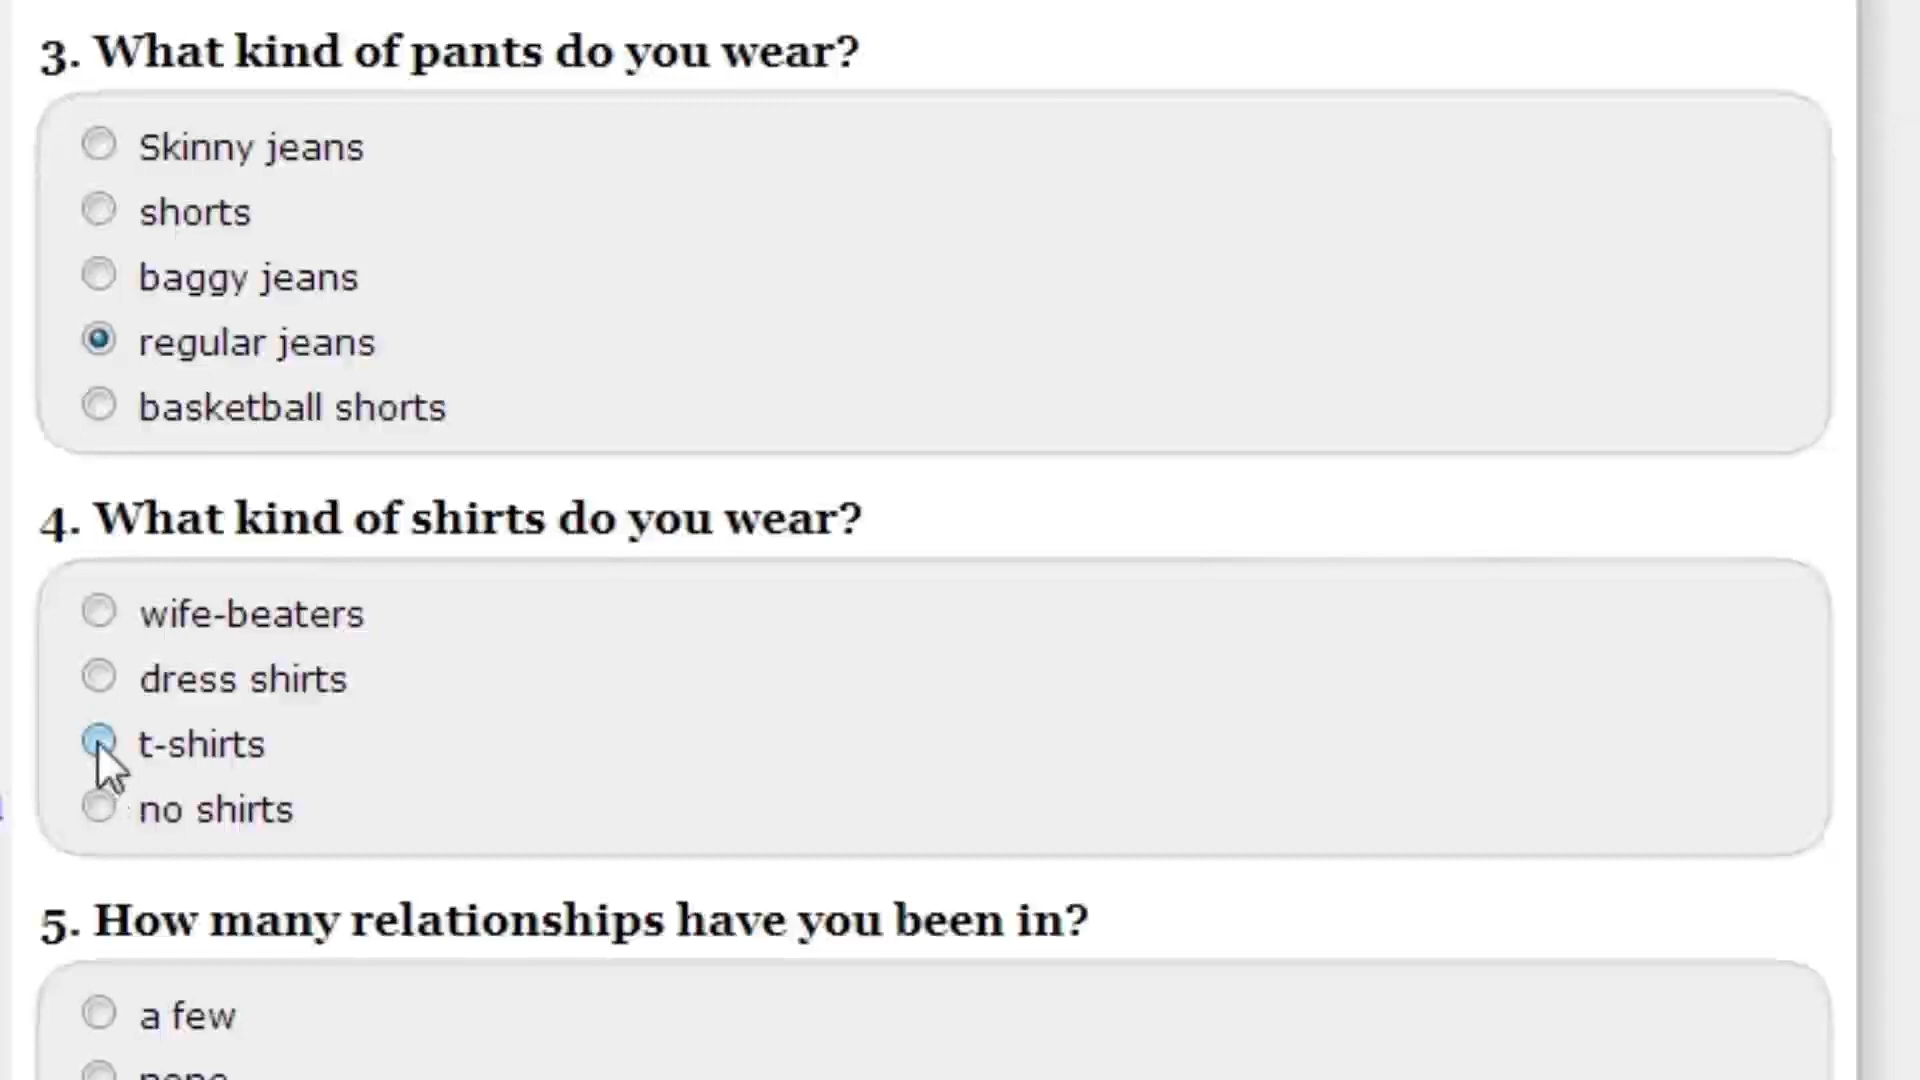 3. What kind of pants do you wear?
Skinny jeans
shorts
baggy jeans
regular jeans
basketball shorts
4. What kind of shirts do you wear?
wife-beaters
dress shirts
t-shirts
no shirts
5. How many relationships have you been in?
a few